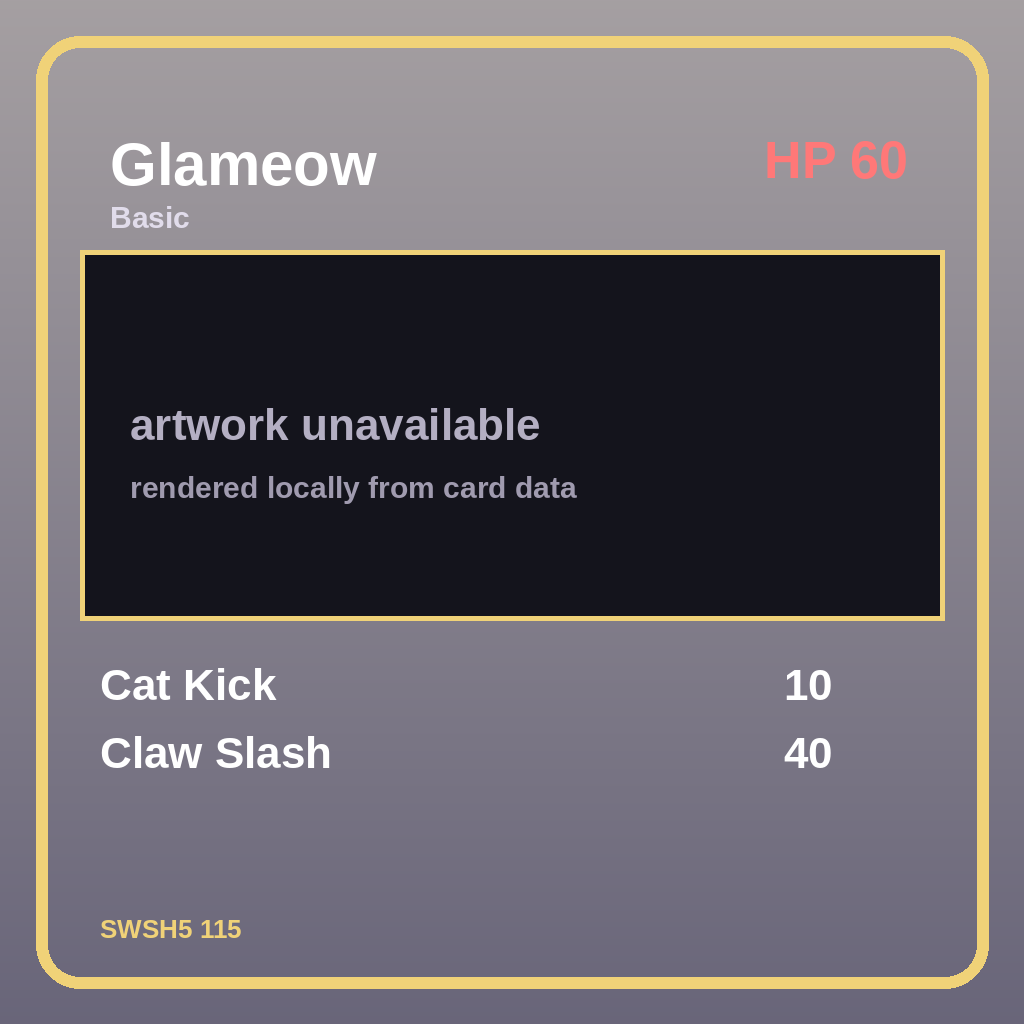 Glameow
HP 60
Basic
artwork unavailable
rendered locally from card data
Cat Kick 10
Claw Slash 40
SWSH5 115